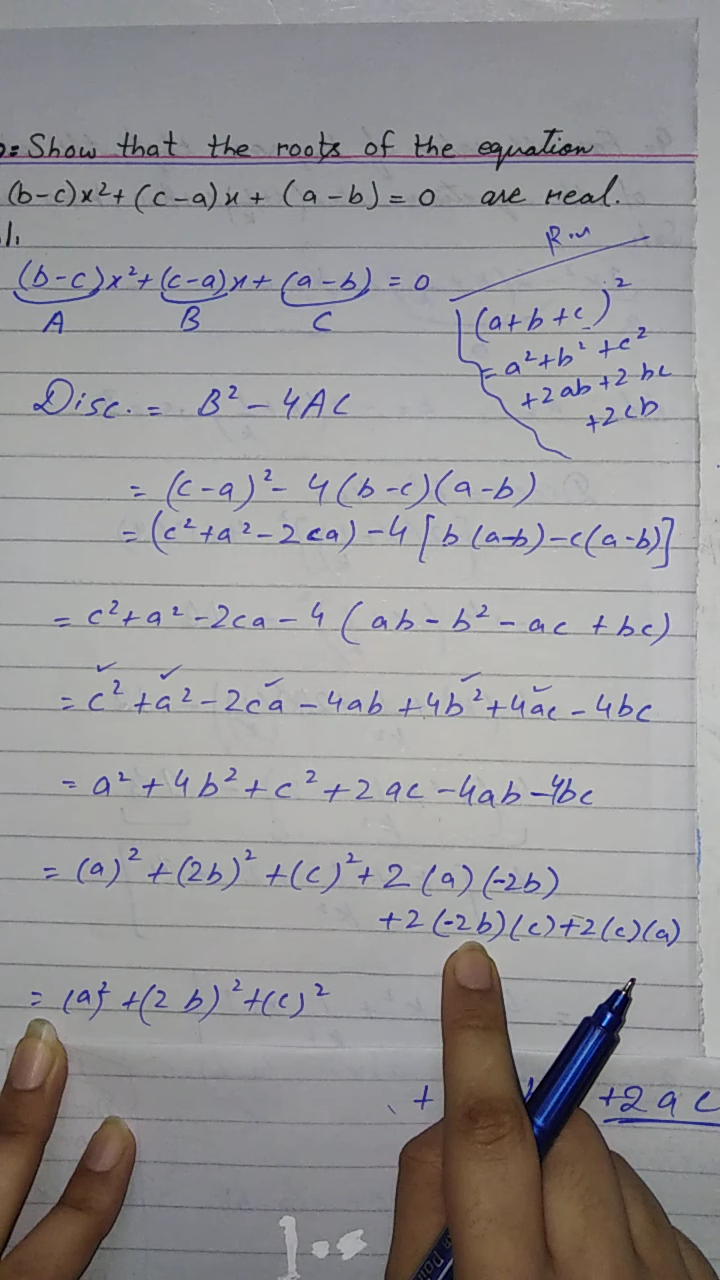 Show that the roots of the equation
(b-c)x²+(c-a)x+(a-b)=0 are real.
(b-c)x²+(c-a)x+(a-b)=0
A B C
R.W
(a+b+c)²
=a²+b²+c²
+2ab+2bc
+2cb
Disc. = B²-4AC
= (c-a)²-4(b-c)(a-b)
= (c²+a²-2ca)-4[b(a-b)-c(a-b)]
= c²+a²-2ca-4(ab-b²-ac+bc)
= c²+a²-2ca-4ab+4b²+4ac-4bc
= a²+4b²+c²+2ac-4ab-4bc
= (a)²+(2b)²+(c)²+2(a)(-2b)
+2(-2b)(c)+2(c)(a)
= (a)²+(2b)²+(c)²
+ +2ac